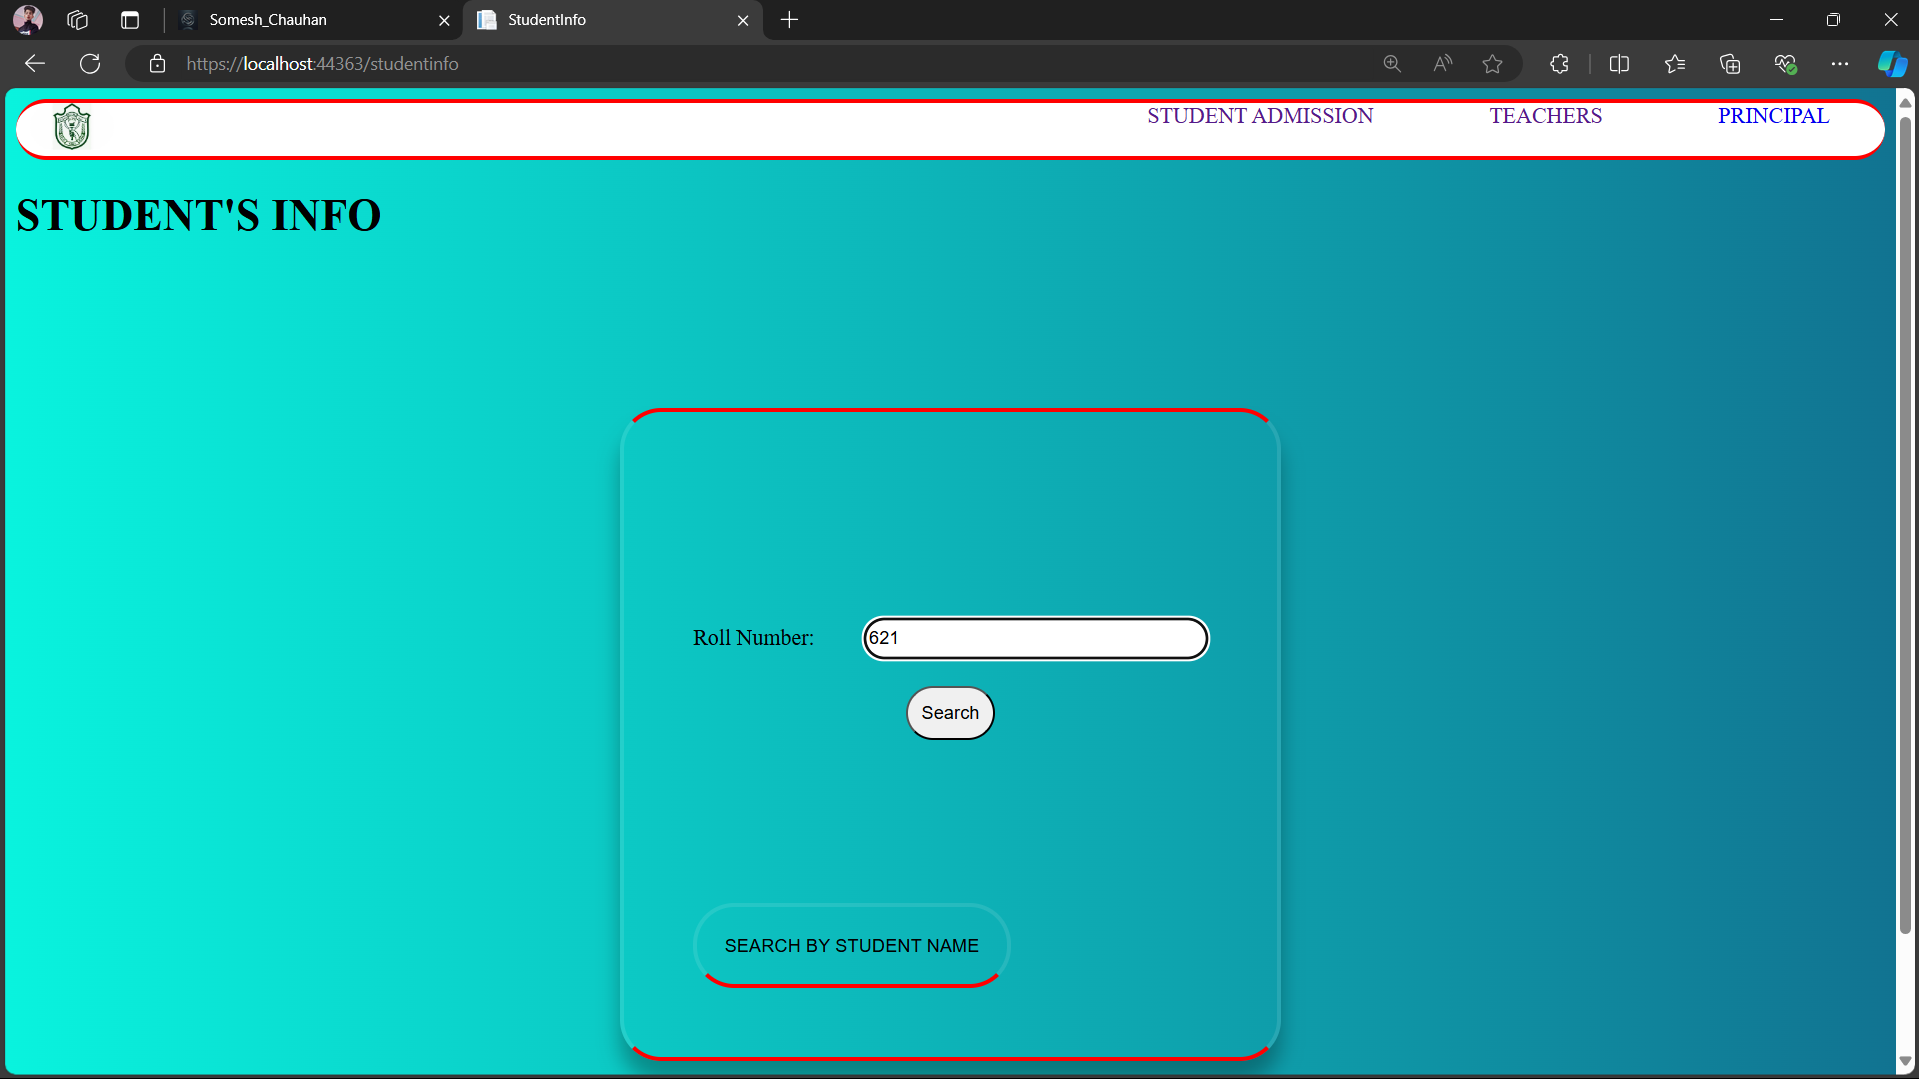 Somesh_Chauhan
StudentInfo
https://localhost:44363/studentinfo
STUDENT ADMISSION
TEACHERS
PRINCIPAL
STUDENT'S INFO
Roll Number:
621
Search
SEARCH BY STUDENT NAME